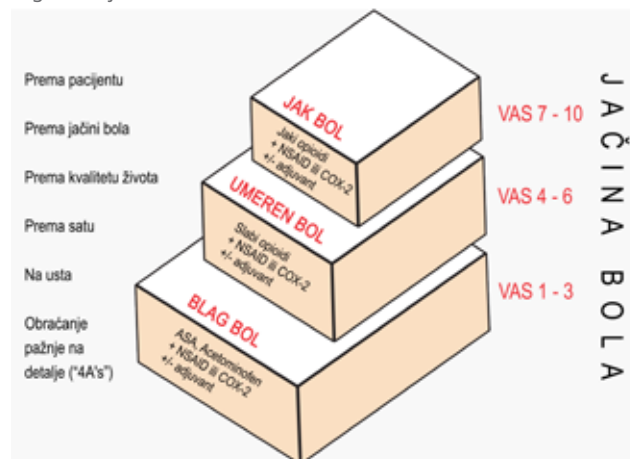 Prema pacijentu
Prema jačini bola
Prema kvalitetu života
Prema satu
Na usta
Obraćanje
pažnje na
detalje ("4A's")
JAK BOL
Jaki opioidi
+ NSAID ili COX-2
+/- adjuvant
UMEREN BOL
Slabi opioidi
+ NSAID ili COX-2
+/- adjuvant
BLAG BOL
ASA, Acetominofen
+ NSAID ili COX-2
+/- adjuvant
VAS 7 - 10
VAS 4 - 6
VAS 1 - 3
JAČINA BOLA